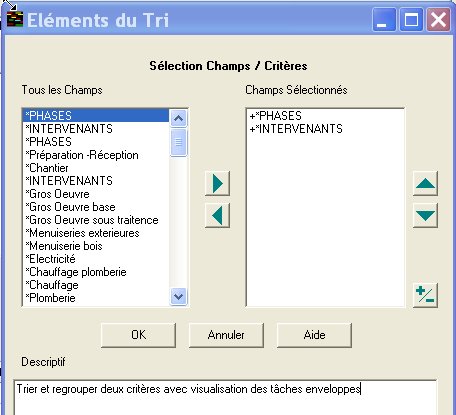 Eléments du Tri
Sélection Champs / Critères
Tous les Champs
*PHASES
*INTERVENANTS
*PHASES
*Préparation -Réception
*Chantier
*INTERVENANTS
*Gros Oeuvre
*Gros Oeuvre base
*Gros Oeuvre sous traitence
*Menuiseries exterieures
*Menuiserie bois
*Electricité
*Chauffage plomberie
*Chauffage
*Plomberie
Champs Sélectionnés
+*PHASES
+*INTERVENANTS
OK Annuler Aide
Descriptif
Trier et regrouper deux critères avec visualisation des tâches enveloppes